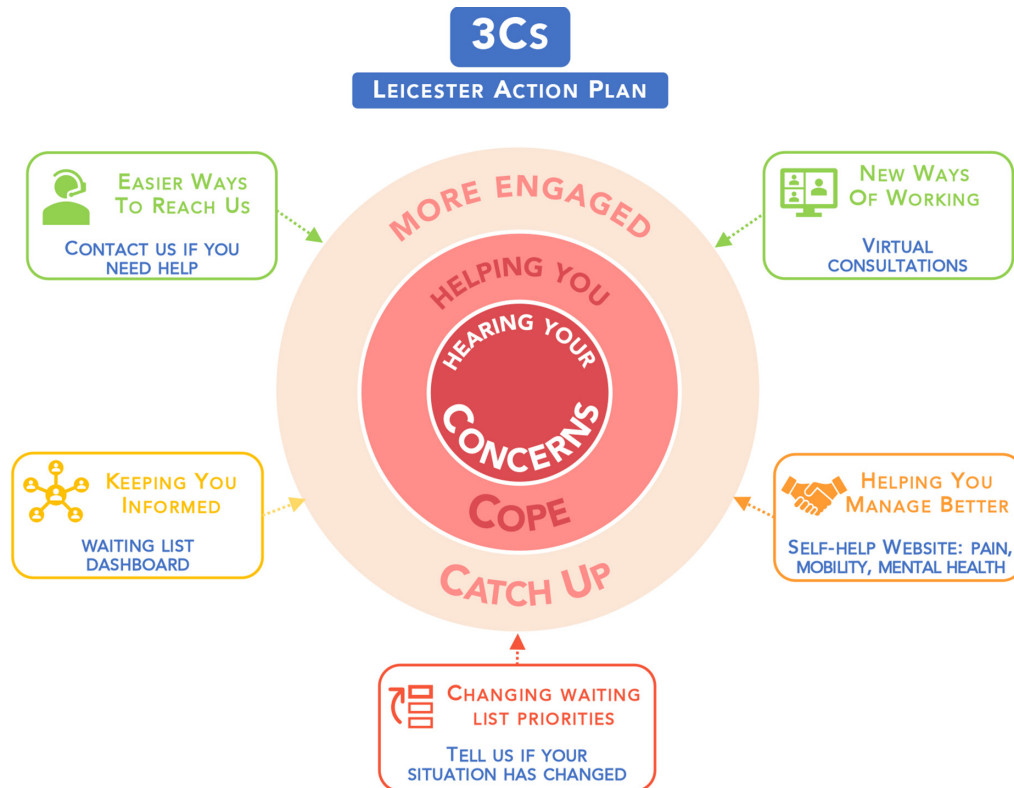 3Cs
Leicester Action Plan
Easier Ways
To Reach Us
Contact us if you
need help
New Ways
Of Working
Virtual
consultations
More Engaged
Helping You
Hearing Your
Concerns
Cope
Catch Up
Keeping You
Informed
waiting list
dashboard
Helping You
Manage Better
Self-help Website: pain,
mobility, mental health
Changing waiting
list priorities
Tell us if your
situation has changed